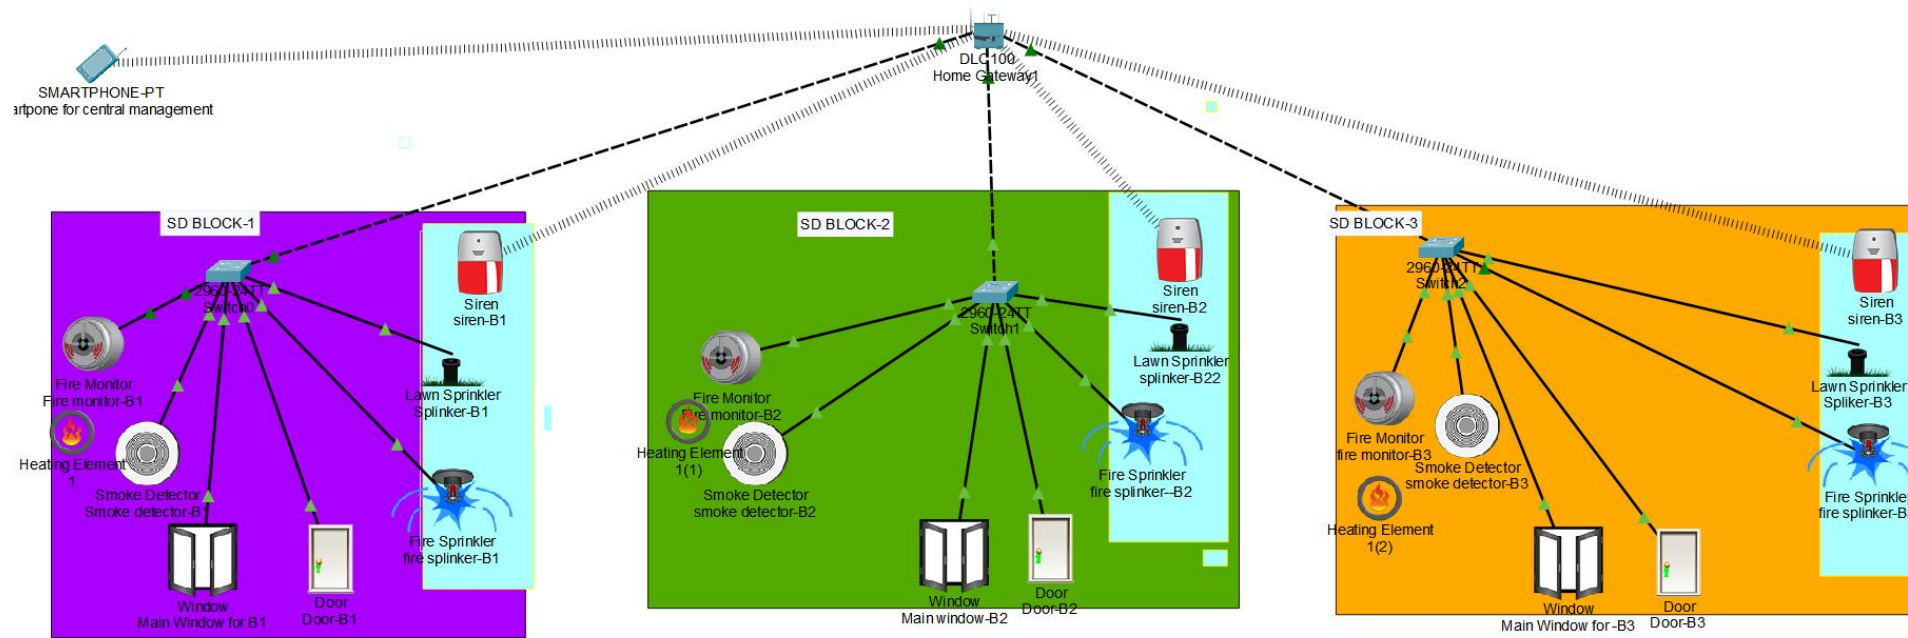 DLC100
Home Gateway1
SMARTPHONE-PT
artpone for central management
SD BLOCK-1
2960-24TT
Switch0
Siren
siren-B1
Fire Monitor
Fire monitor-B1
Lawn Sprinkler
Splinker-B1
Heating Element
1
Smoke Detector
Smoke detector-B1
Fire Sprinkler
fire splinker-B1
Window
Main Window for B1
Door
Door-B1
SD BLOCK-2
2960-24TT
Switch1
Siren
siren-B2
Lawn Sprinkler
splinker-B22
Fire Monitor
Fire monitor-B2
Heating Element
1(1)
Smoke Detector
smoke detector-B2
Fire Sprinkler
fire splinker--B2
Window
Main window-B2
Door
Door-B2
SD BLOCK-3
2960-24TT
Switch2
Siren
siren-B3
Lawn Sprinkler
Spliker-B3
Fire Monitor
fire monitor-B3
Smoke Detector
smoke detector-B3
Heating Element
1(2)
Fire Sprinkler
fire splinker-B
Window
Main Window for -B3
Door
Door-B3